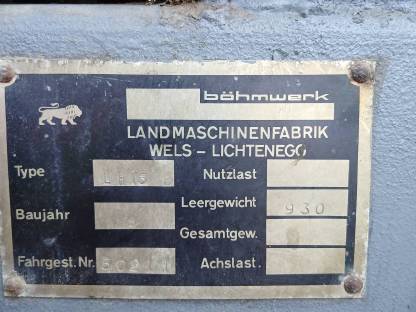 böhmwerk
LANDMASCHINENFABRIK
WELS – LICHTENEGG
Type
Nutzlast
Baujahr
Leergewicht 930
Gesamtgew.
Fahrgest. Nr.
Achslast.